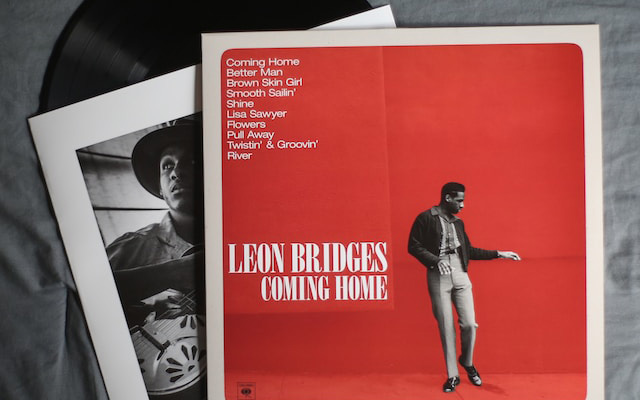 Coming Home
Better Man
Brown Skin Girl
Smooth Sailin'
Shine
Lisa Sawyer
Flowers
Pull Away
Twistin' & Groovin'
River
LEON BRIDGES
COMING HOME